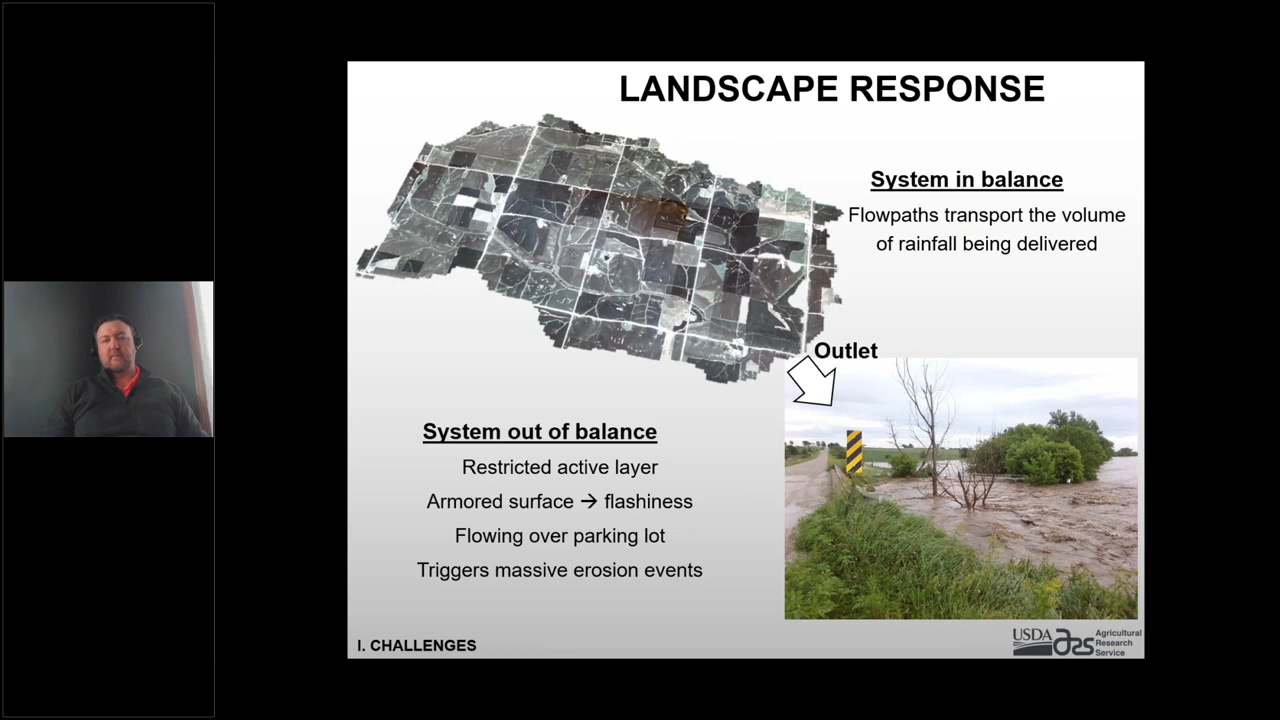 LANDSCAPE RESPONSE
System in balance
Flowpaths transport the volume
of rainfall being delivered
Outlet
System out of balance
Restricted active layer
Armored surface → flashiness
Flowing over parking lot
Triggers massive erosion events
I. CHALLENGES
USDA
ars
Agricultural
Research
Service